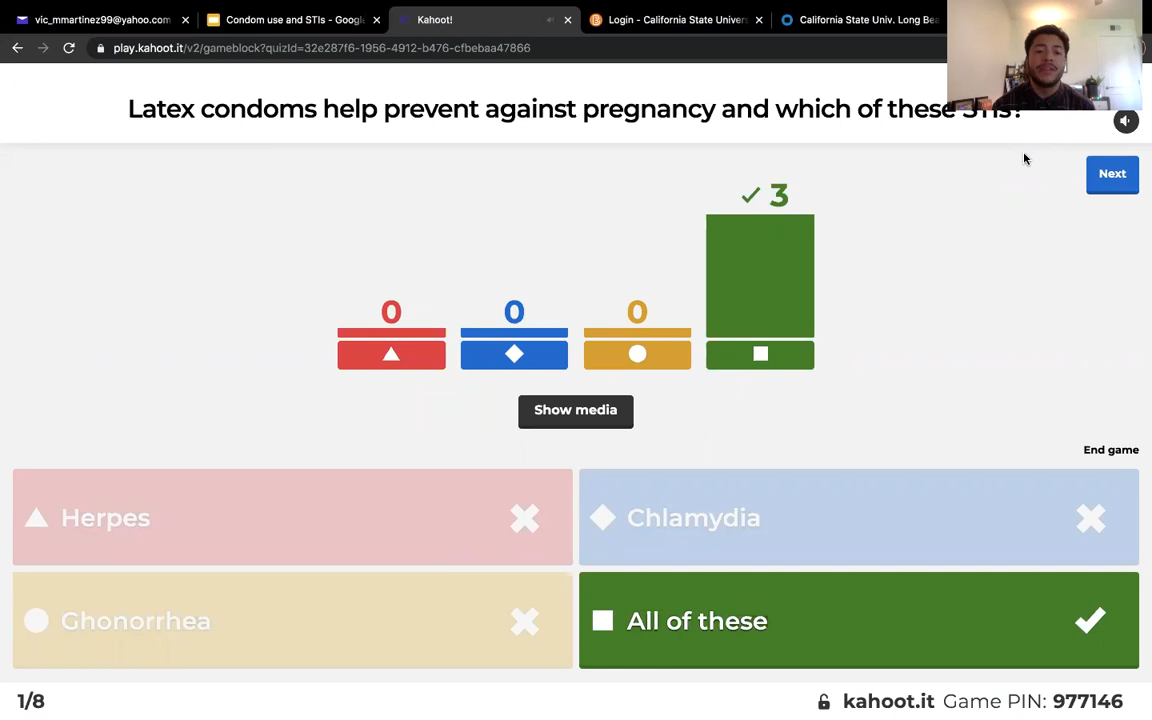 vic_mmartinez99@yahoo.com
Condom use and STIs - Googl
Kahoot!
Login - California State Univers
California State Univ. Long Bea
play.kahoot.it/v2/gameblock?quizId=32e287f6-1956-4912-b476-cfbebaa47866
Latex condoms help prevent against pregnancy and which of these STIs?
Next
0
0
0
3
Show media
End game
Herpes
Chlamydia
Ghonorrhea
All of these
1/8
kahoot.it Game PIN: 977146